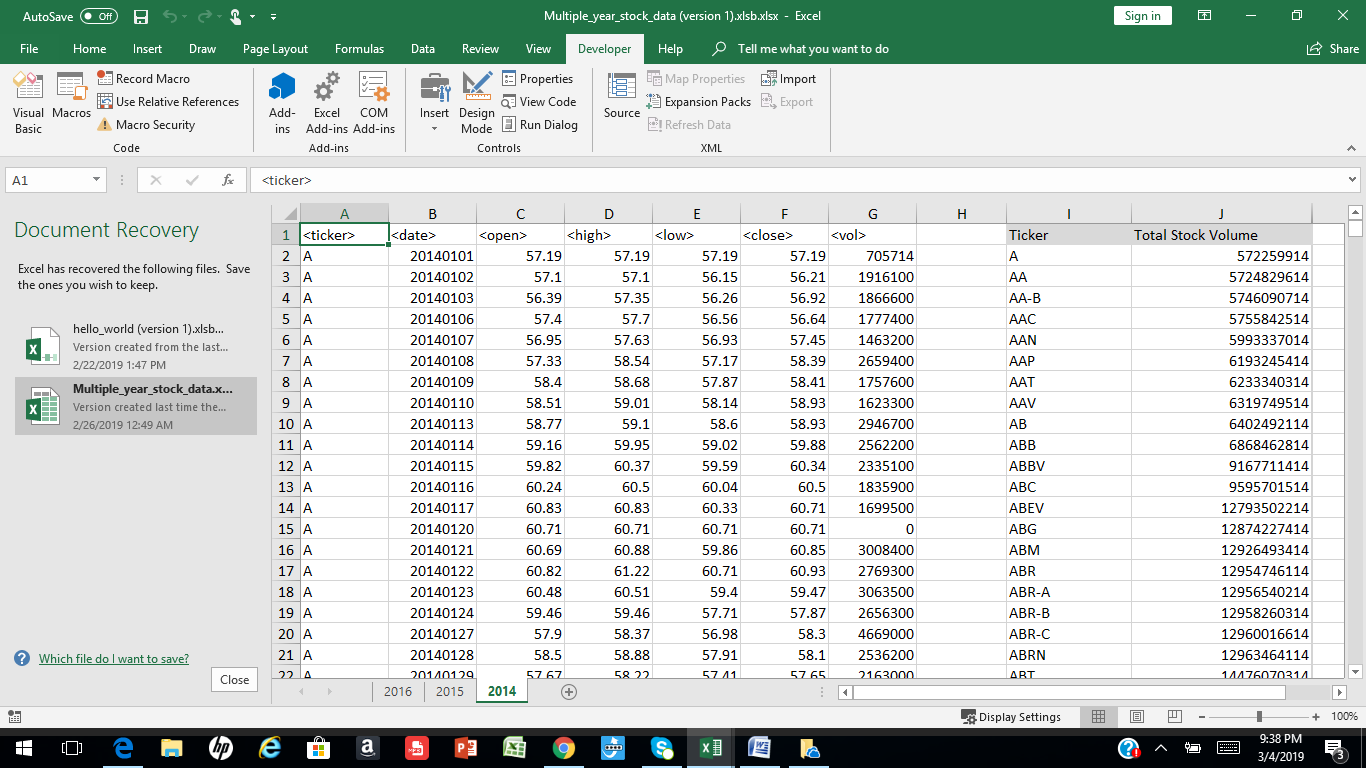 AutoSave Off Multiple_year_stock_data (version 1).xlsb.xlsx - Excel Sign in
File Home Insert Draw Page Layout Formulas Data Review View Developer Help Tell me what you want to do Share
Visual Basic
Macros
Record Macro
Use Relative References
Macro Security
Code
Add-ins
Excel Add-ins
COM Add-ins
Add-ins
Insert
Design Mode
Properties
View Code
Run Dialog
Controls
Source
Map Properties
Expansion Packs
Refresh Data
Import
Export
XML
A1 fx <ticker>
Document Recovery
Excel has recovered the following files. Save
the ones you wish to keep.
hello_world (version 1).xlsb...
Version created from the last...
2/22/2019 1:47 PM
Multiple_year_stock_data.x...
Version created last time the...
2/26/2019 12:49 AM
Which file do I want to save?
Close
A B C D E F G H I J
1 <ticker> <date> <open> <high> <low> <close> <vol> Ticker Total Stock Volume
2 A 20140101 57.19 57.19 57.19 57.19 705714 A 572259914
3 A 20140102 57.1 57.1 56.15 56.21 1916100 AA 5724829614
4 A 20140103 56.39 57.35 56.26 56.92 1866600 AA-B 5746090714
5 A 20140106 57.4 57.7 56.56 56.64 1777400 AAC 5755842514
6 A 20140107 56.95 57.63 56.93 57.45 1463200 AAN 5993337014
7 A 20140108 57.33 58.54 57.17 58.39 2659400 AAP 6193245414
8 A 20140109 58.4 58.68 57.87 58.41 1757600 AAT 6233340314
9 A 20140110 58.51 59.01 58.14 58.93 1623300 AAV 6319749514
10 A 20140113 58.77 59.1 58.6 58.93 2946700 AB 6402492114
11 A 20140114 59.16 59.95 59.02 59.88 2562200 ABB 6868462814
12 A 20140115 59.82 60.37 59.59 60.34 2335100 ABBV 9167711414
13 A 20140116 60.24 60.5 60.04 60.5 1835900 ABC 9595701514
14 A 20140117 60.83 60.83 60.33 60.71 1699500 ABEV 12793502214
15 A 20140120 60.71 60.71 60.71 60.71 0 ABG 12874227414
16 A 20140121 60.69 60.88 59.86 60.85 3008400 ABM 12926493414
17 A 20140122 60.82 61.22 60.71 60.93 2769300 ABR 12954746114
18 A 20140123 60.48 60.51 59.4 59.47 3063500 ABR-A 12956540214
19 A 20140124 59.46 59.46 57.71 57.87 2656300 ABR-B 12958260314
20 A 20140127 57.9 58.37 56.98 58.3 4669000 ABR-C 12960016614
21 A 20140128 58.5 58.88 57.91 58.1 2536200 ABRN 12963464114
22 A 20140129 57.67 58.22 57.41 57.65 2163000 ABT 14476070314
2016 2015 2014
Display Settings 100%
9:38 PM
3/4/2019
3